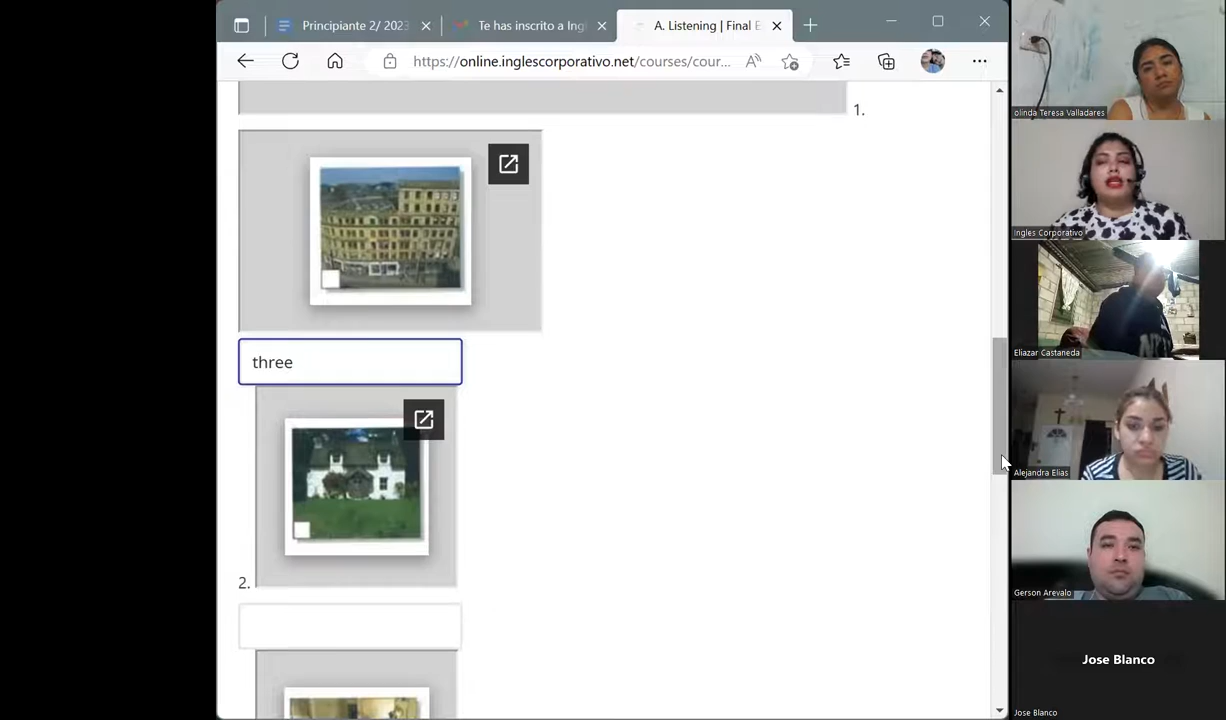 Principiante 2/ 2023
Te has inscrito a Ing
A. Listening | Final E
https://online.inglescorporativo.net/courses/cour...
1.
three
2.
olinda Teresa Valladares
Ingles Corporativo
Eliazar Castaneda
Alejandra Elias
Gerson Arevalo
Jose Blanco
Jose Blanco